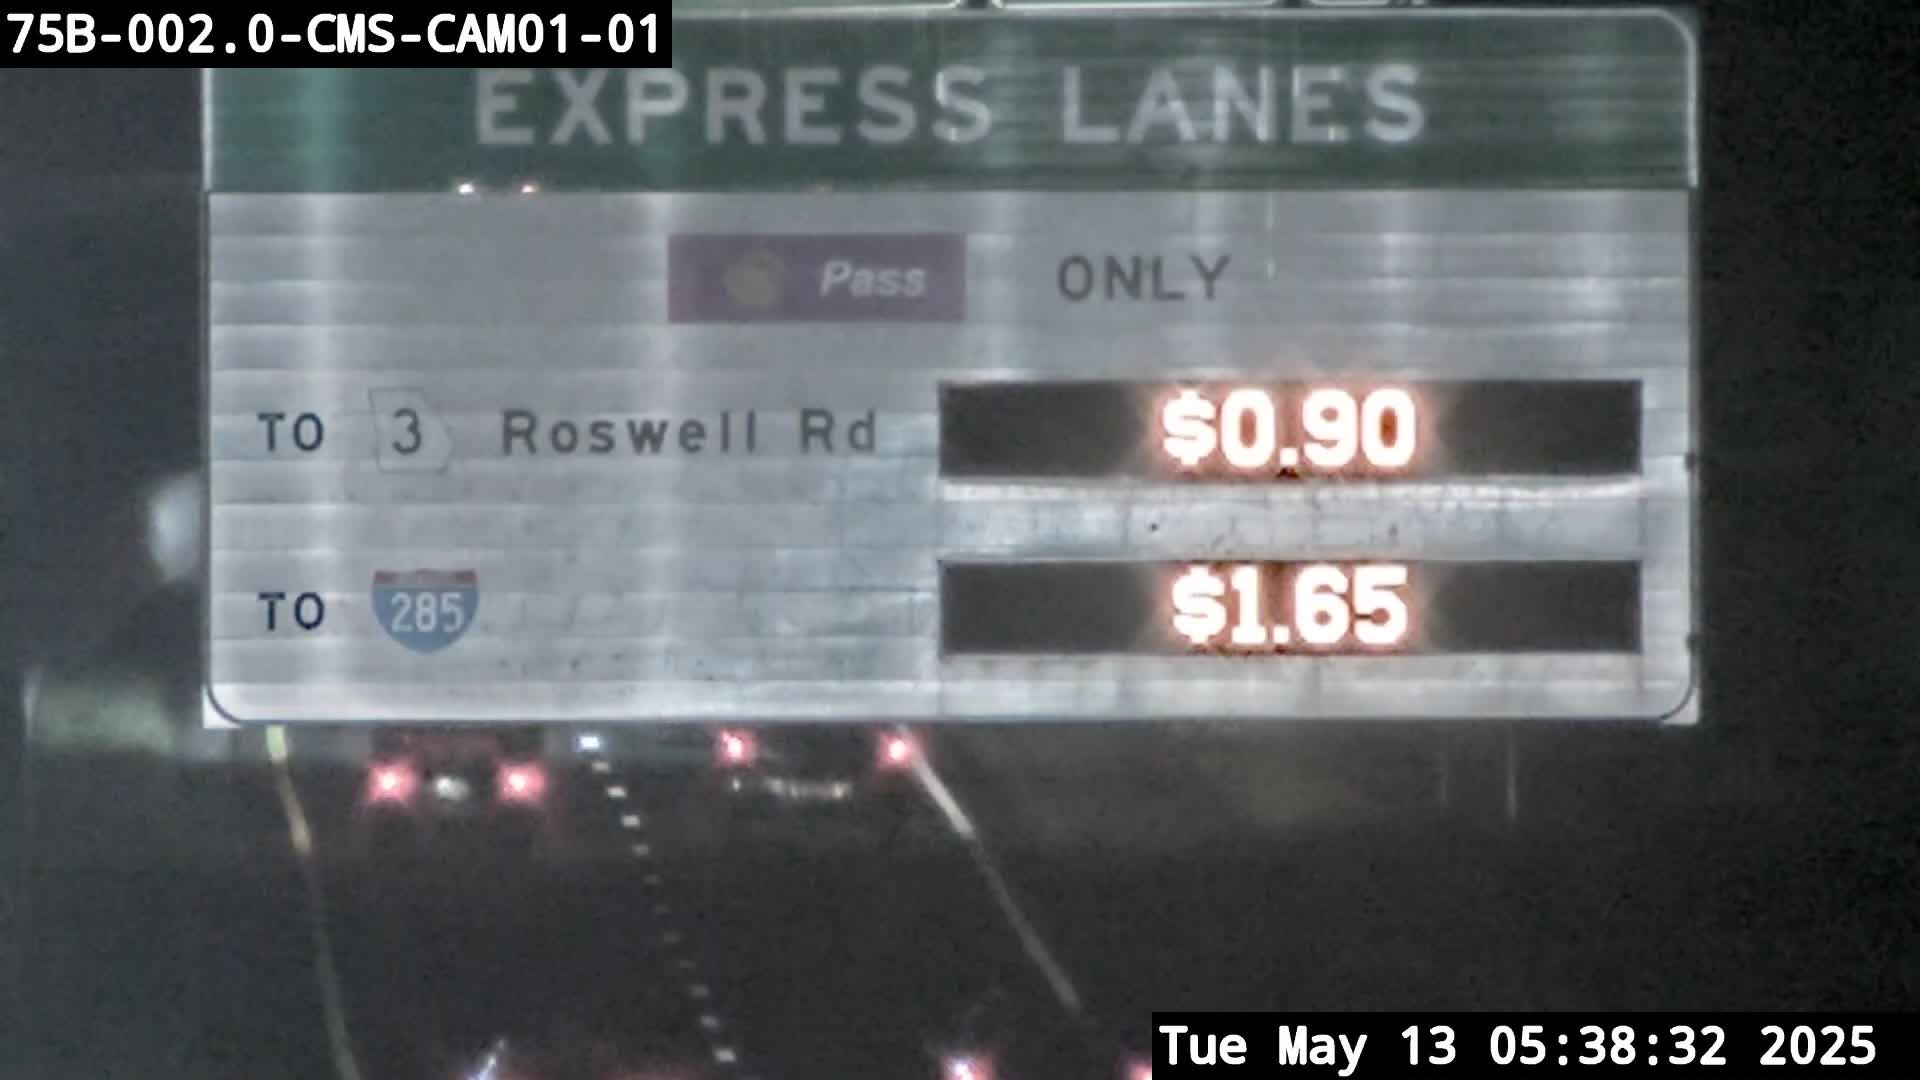 75B-002.0-CMS-CAM01-01
EXPRESS LANES
Pass ONLY
TO 3 Roswell Rd $0.90
TO 285 $1.65
Tue May 13 05:38:32 2025